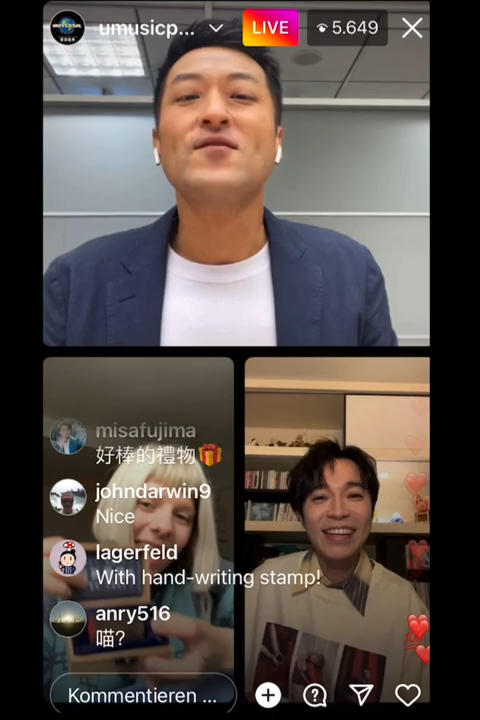 umusicp...
LIVE
5.649
misafujima
好棒的禮物🎁
johndarwin9
Nice
lagerfeld
With hand-writing stamp!
anry516
喵?
Kommentieren ...